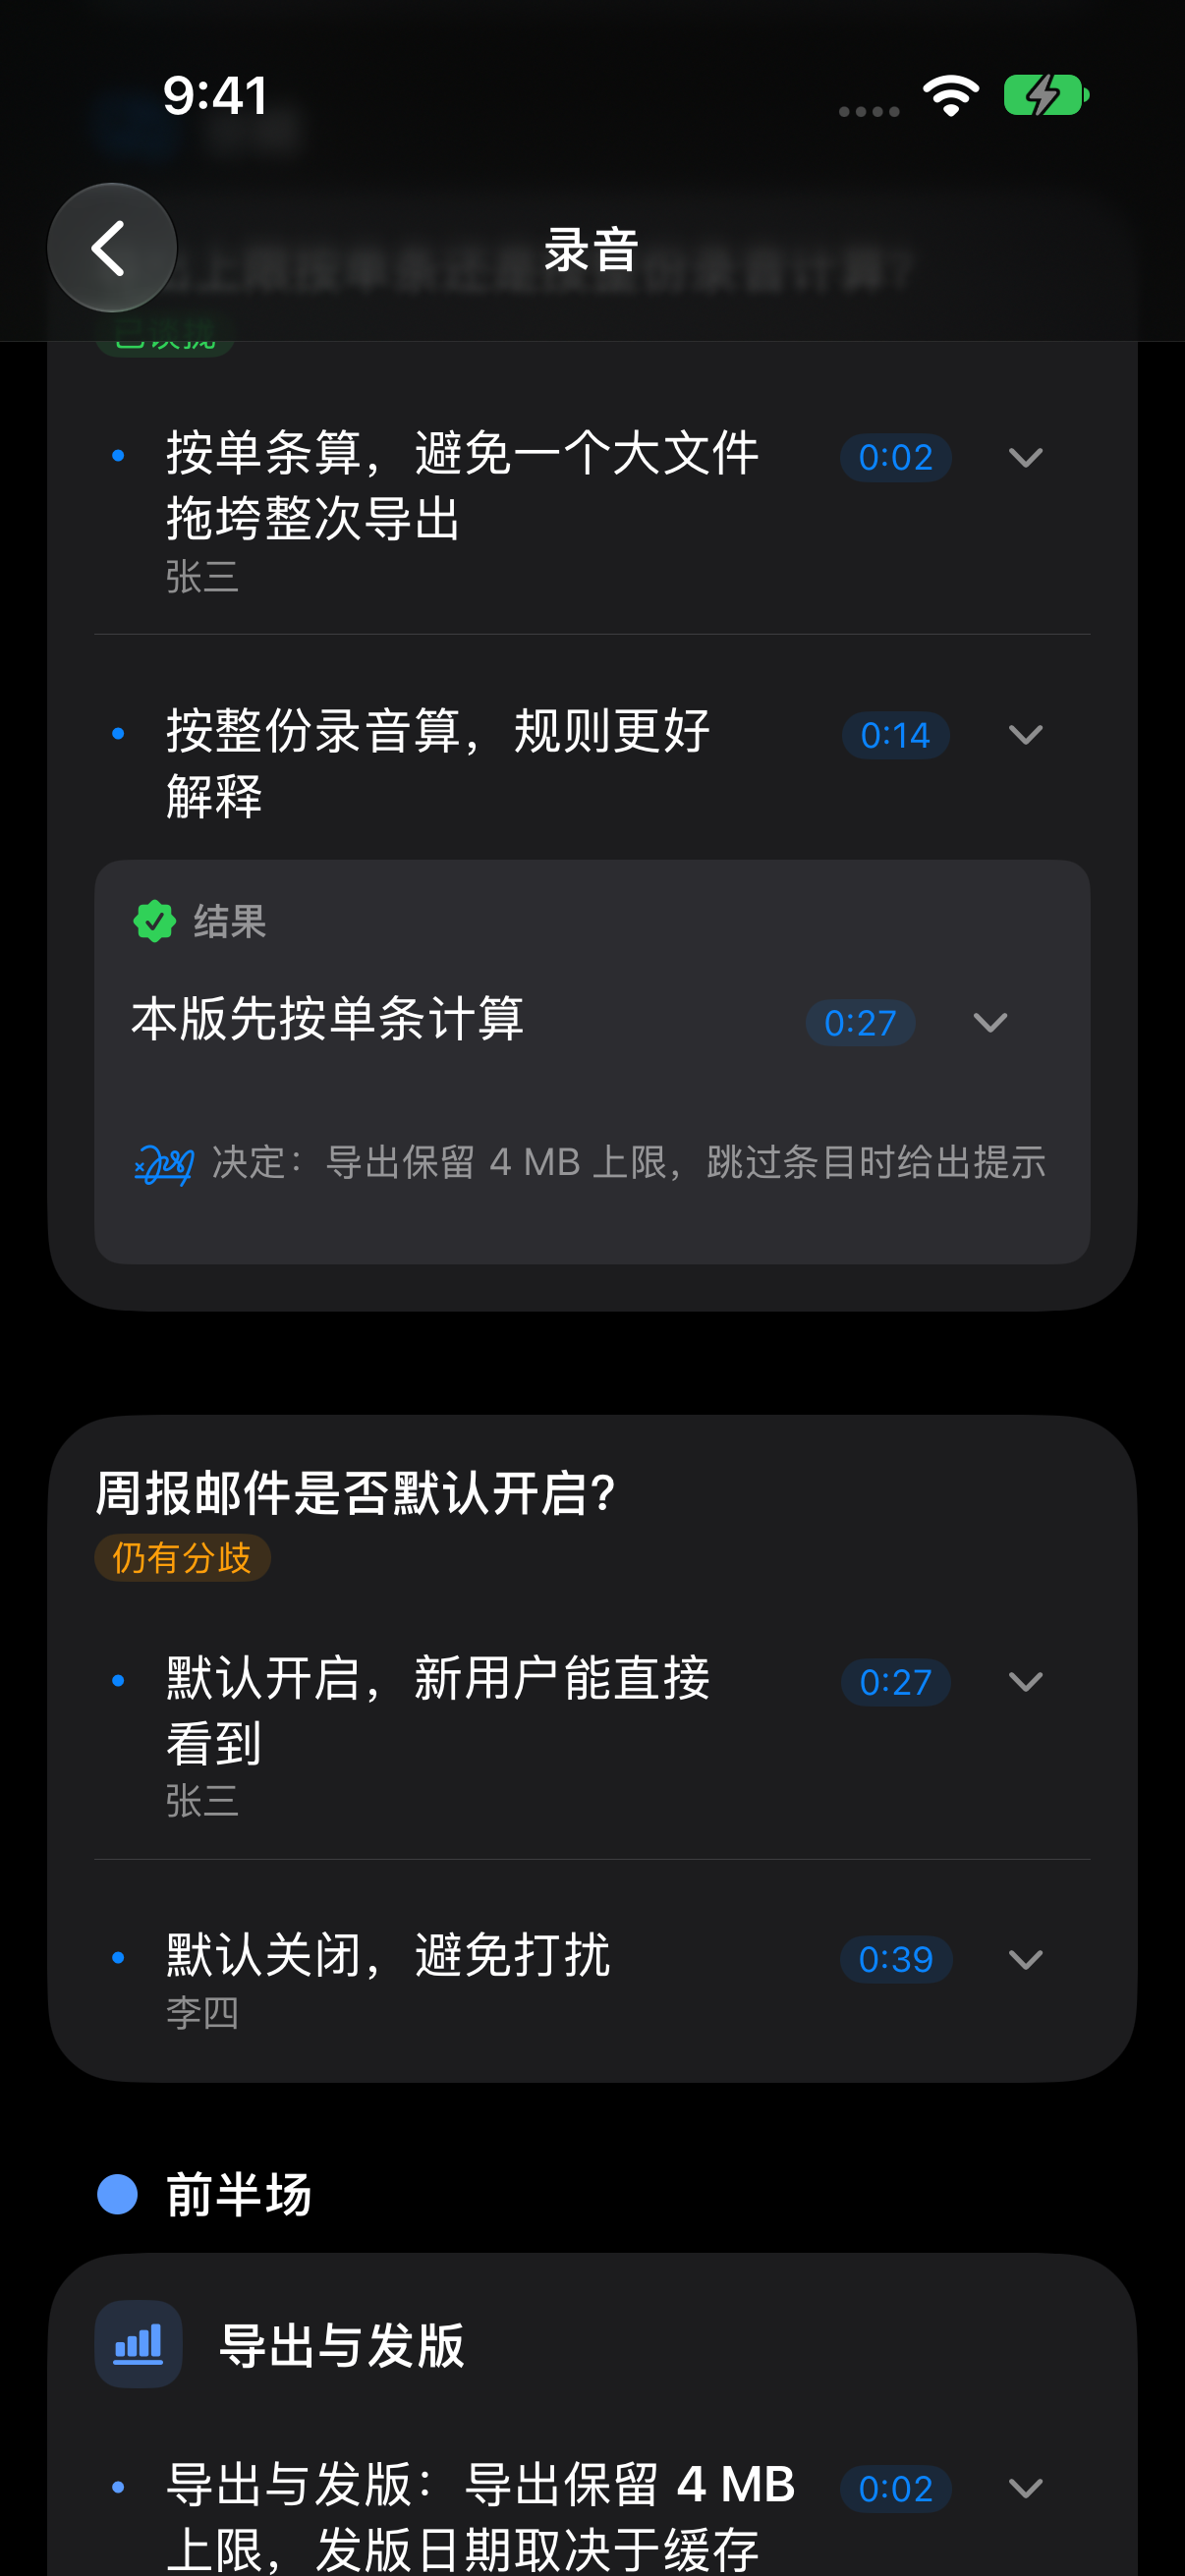 9:41
录音
已谈拢
按单条算，避免一个大文件
拖垮整次导出
0:02
张三
按整份录音算，规则更好
解释
0:14
结果
本版先按单条计算
0:27
决定：导出保留 4 MB 上限，跳过条目时给出提示
周报邮件是否默认开启?
仍有分歧
默认开启，新用户能直接
看到
0:27
张三
默认关闭，避免打扰
0:39
李四
前半场
导出与发版
导出与发版：导出保留 4 MB
0:02
上限，发版日期取决于缓存